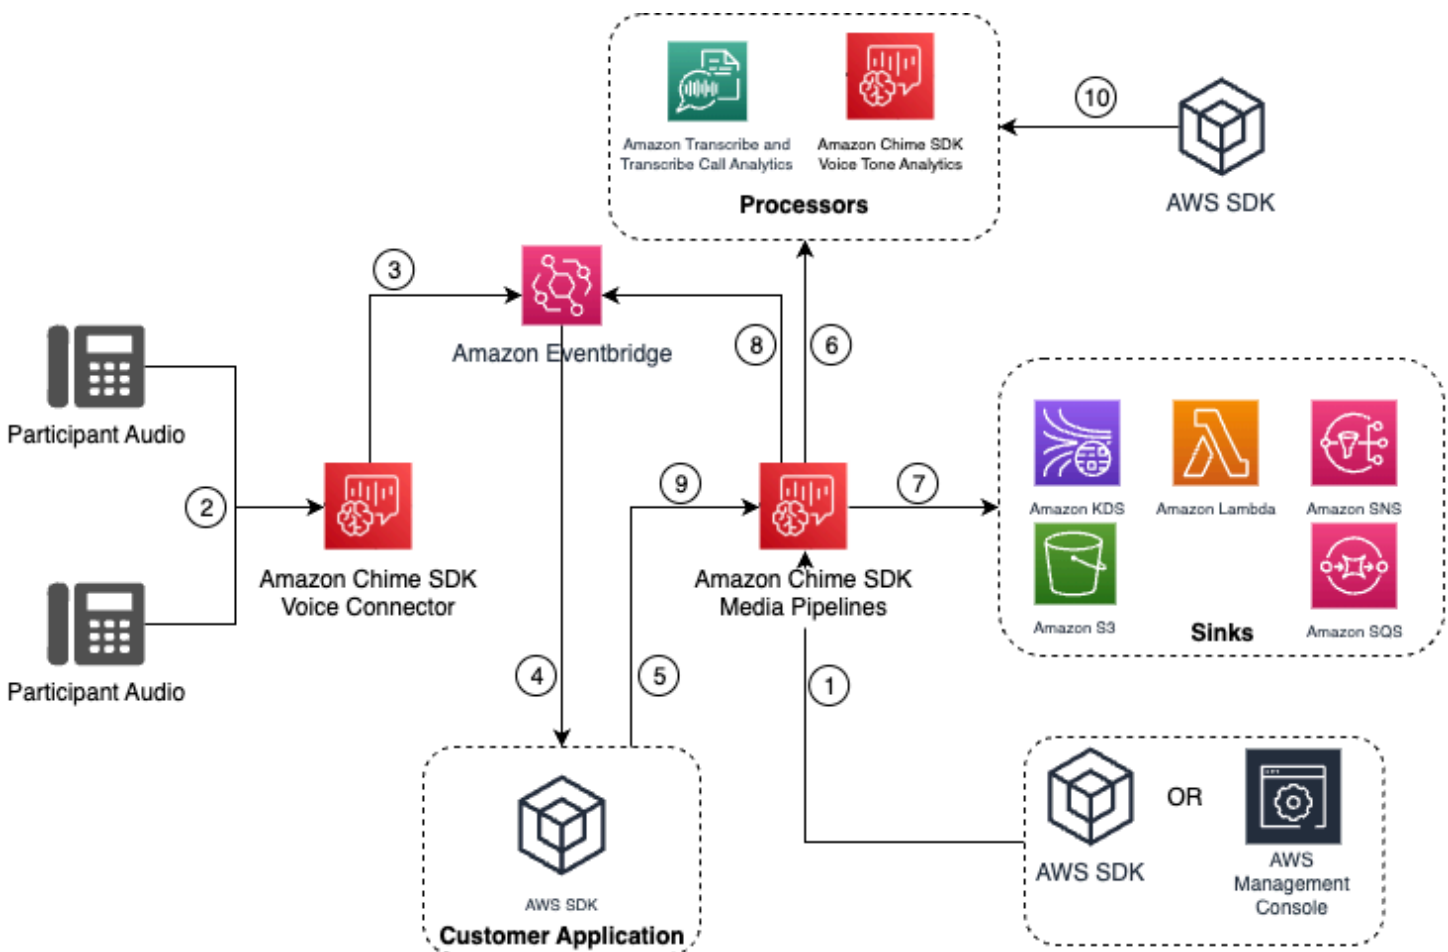 Amazon Transcribe and
Transcribe Call Analytics
Amazon Chime SDK
Voice Tone Analytics
Processors
10
AWS SDK
3
Amazon Eventbridge
8
6
Participant Audio
2
Amazon Chime SDK
Voice Connector
Participant Audio
9
Amazon Chime SDK
Media Pipelines
7
Amazon KDS
Amazon Lambda
Amazon SNS
Amazon S3
Sinks
Amazon SQS
4
5
1
AWS SDK
Customer Application
AWS SDK
OR
AWS
Management
Console